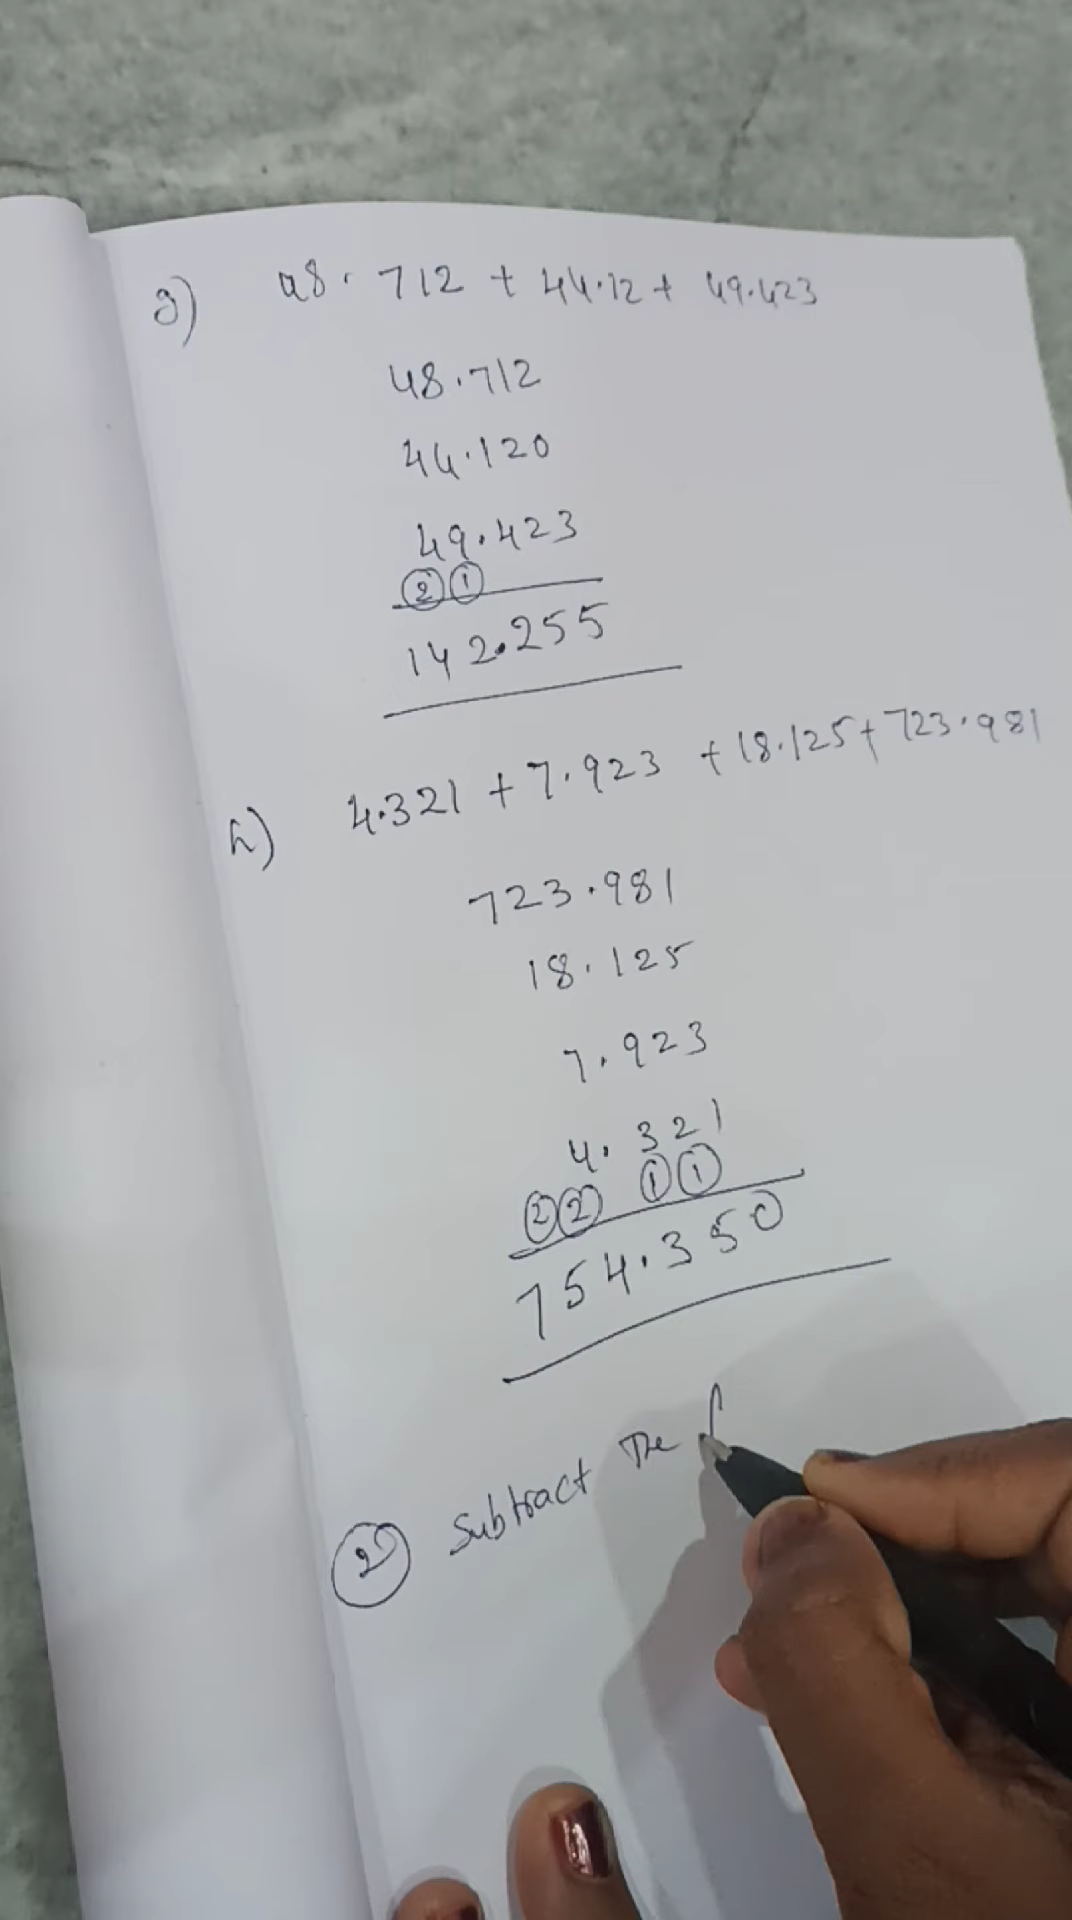 g) 48.712 + 44.12 + 49.423
48.712
44.120
49.423
2 1
142.255
h) 4.321 + 7.923 + 18.125 + 723.981
723.981
18.125
7.923
4.321
2 2 1 1
754.350
2 Subtract The f